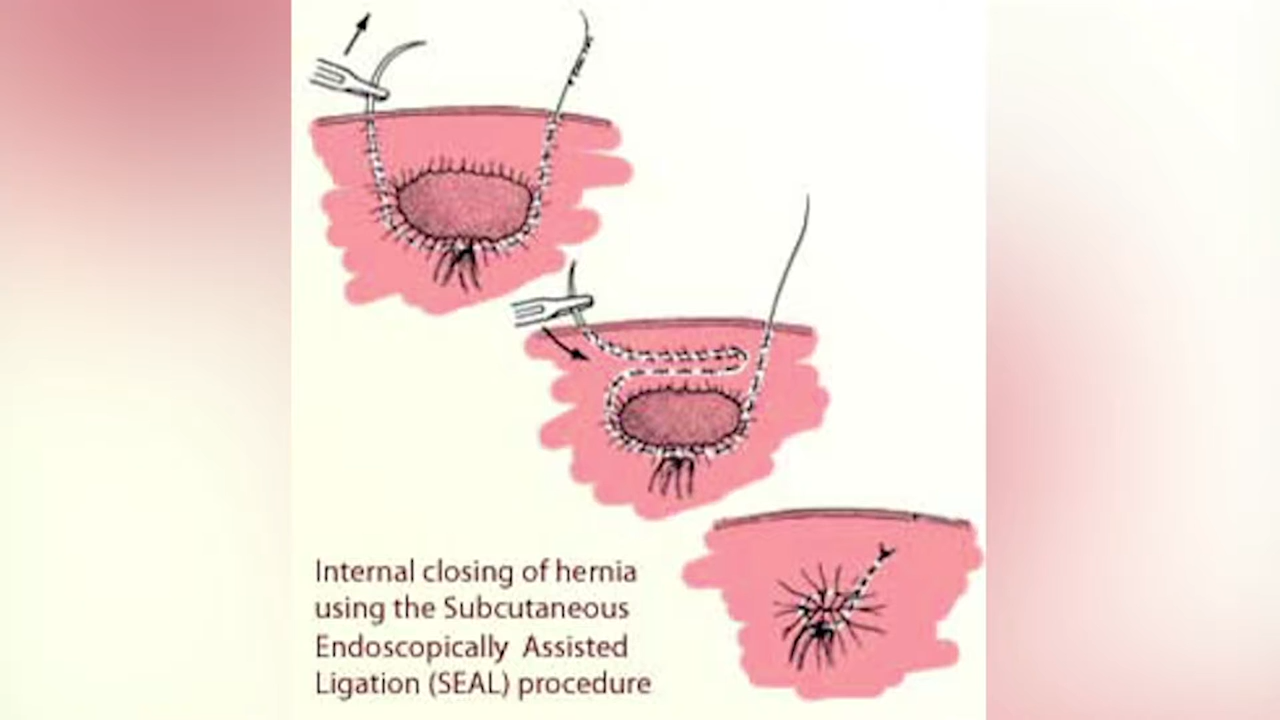 Internal closing of hernia
using the Subcutaneous
Endoscopically Assisted
Ligation (SEAL) procedure